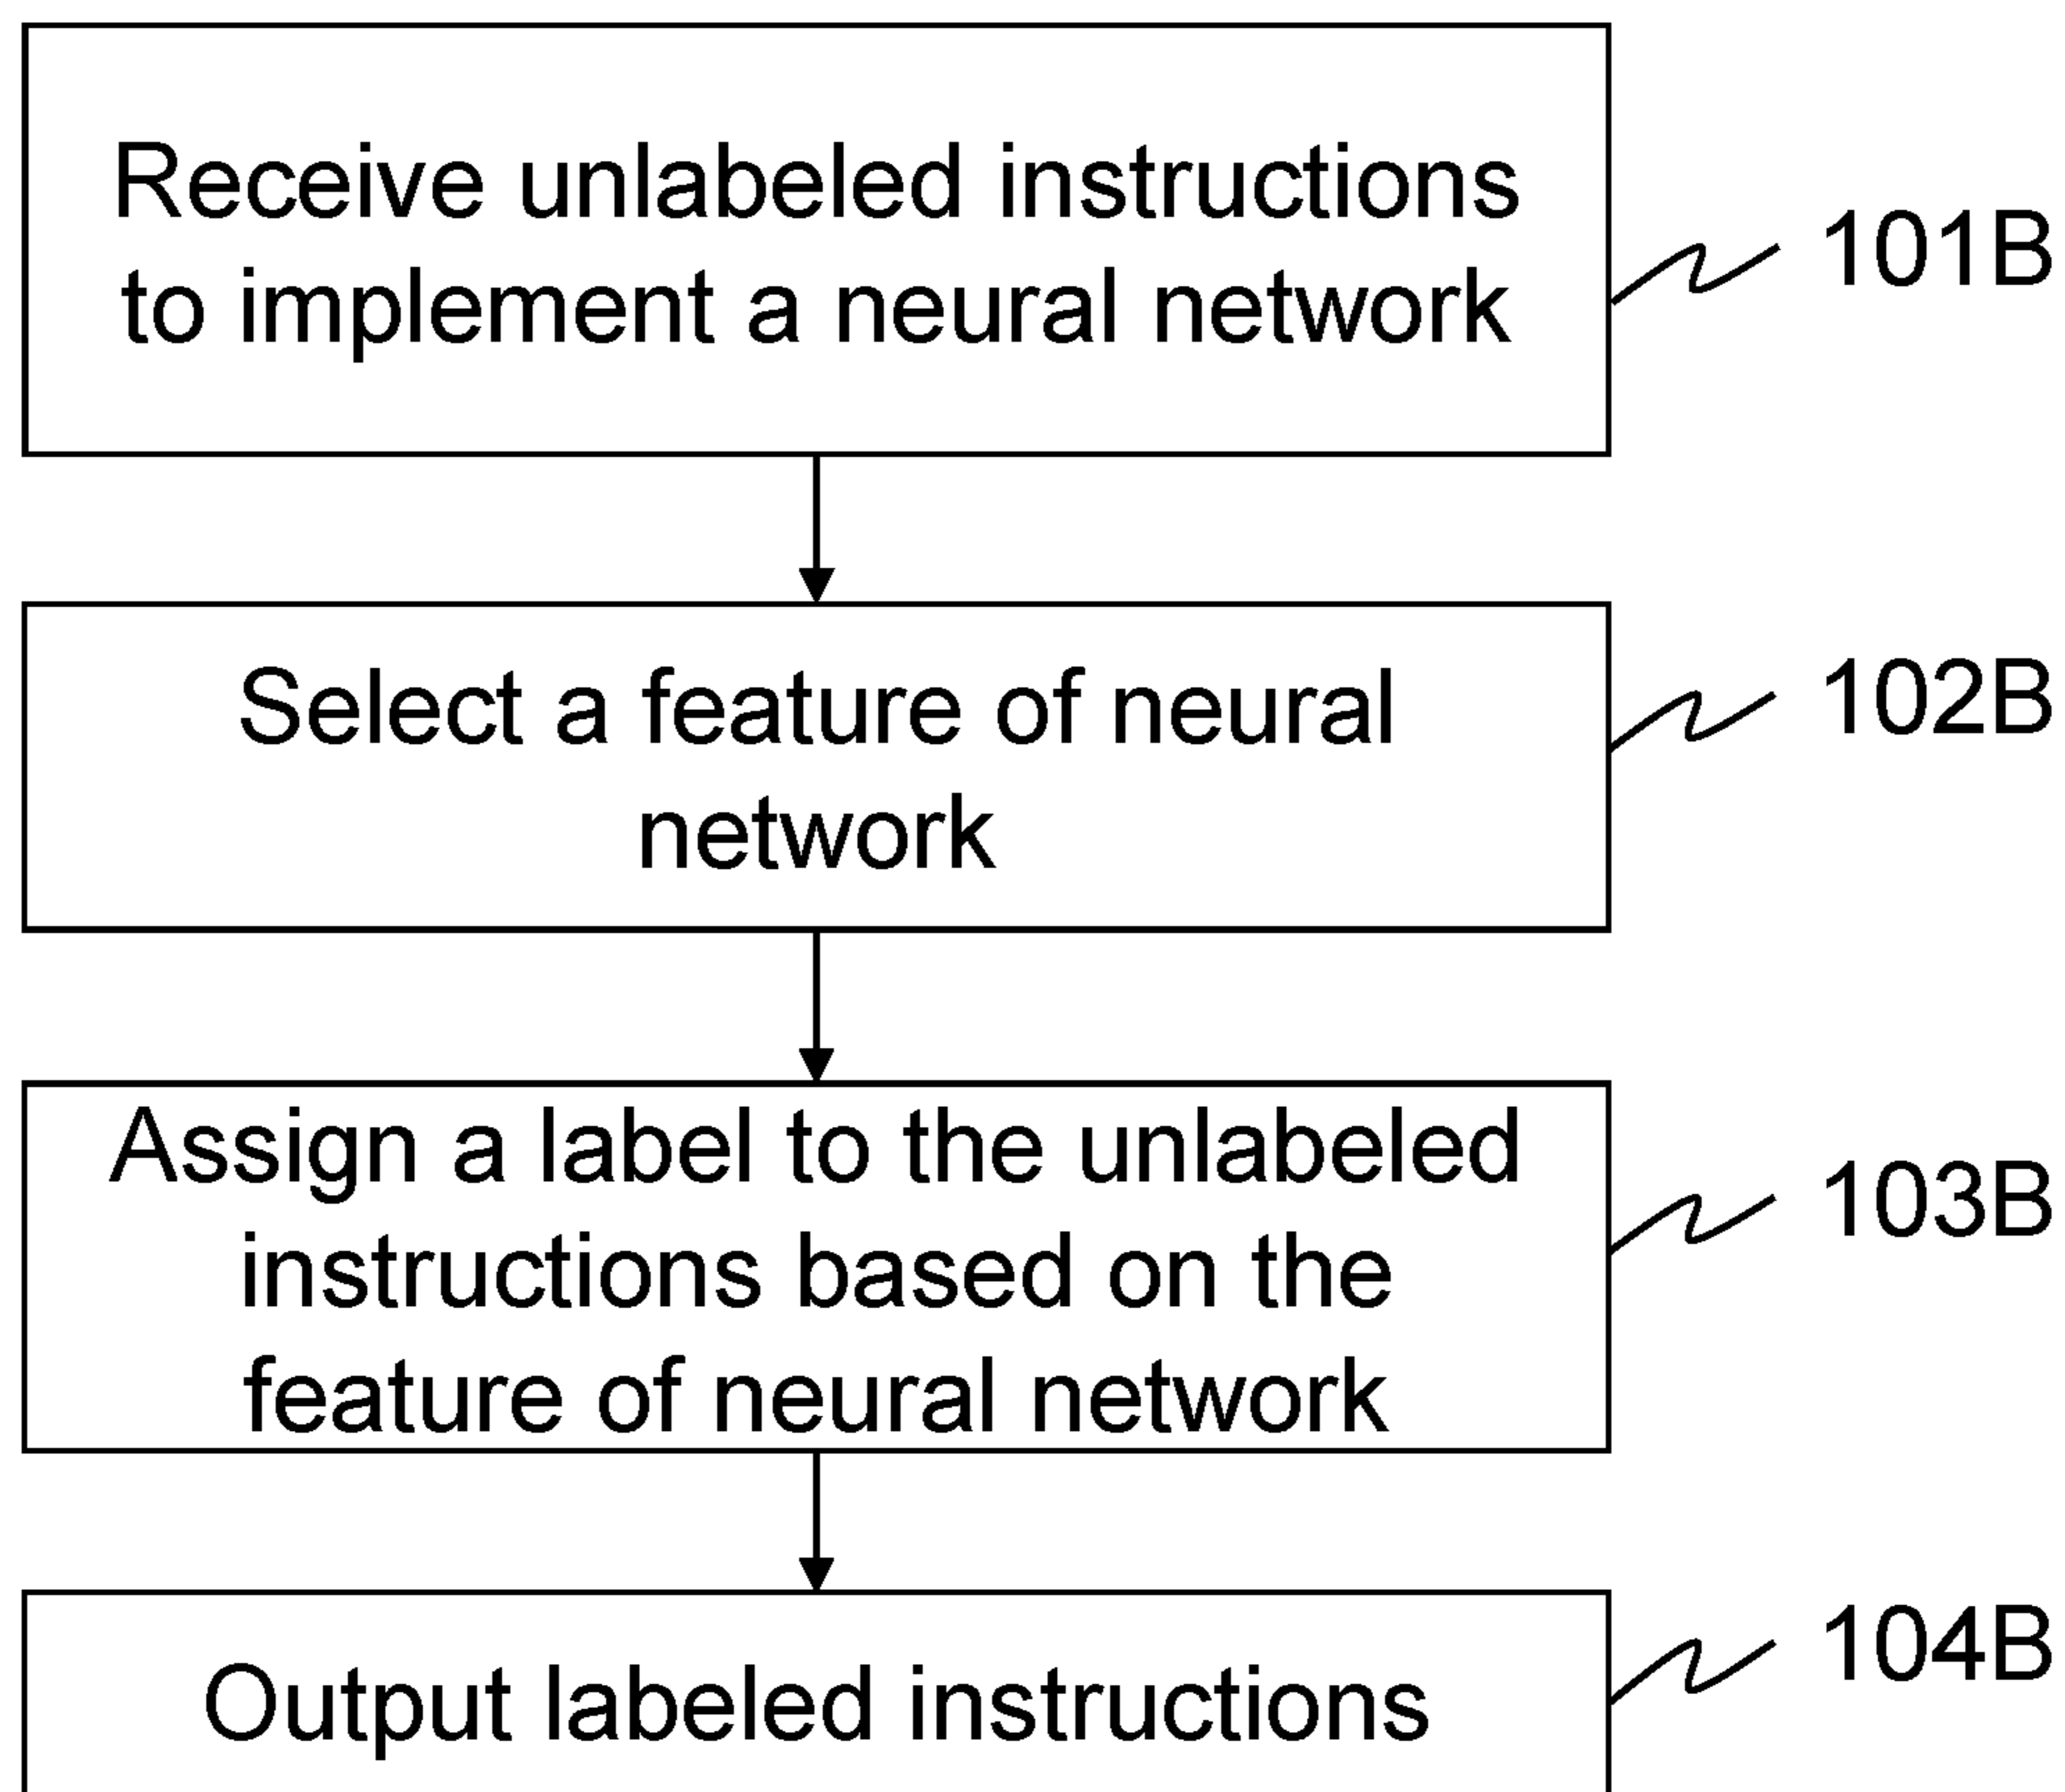 Receive unlabeled instructions
to implement a neural network
101B
Select a feature of neural
network
102B
Assign a label to the unlabeled
instructions based on the
feature of neural network
103B
Output labeled instructions
104B